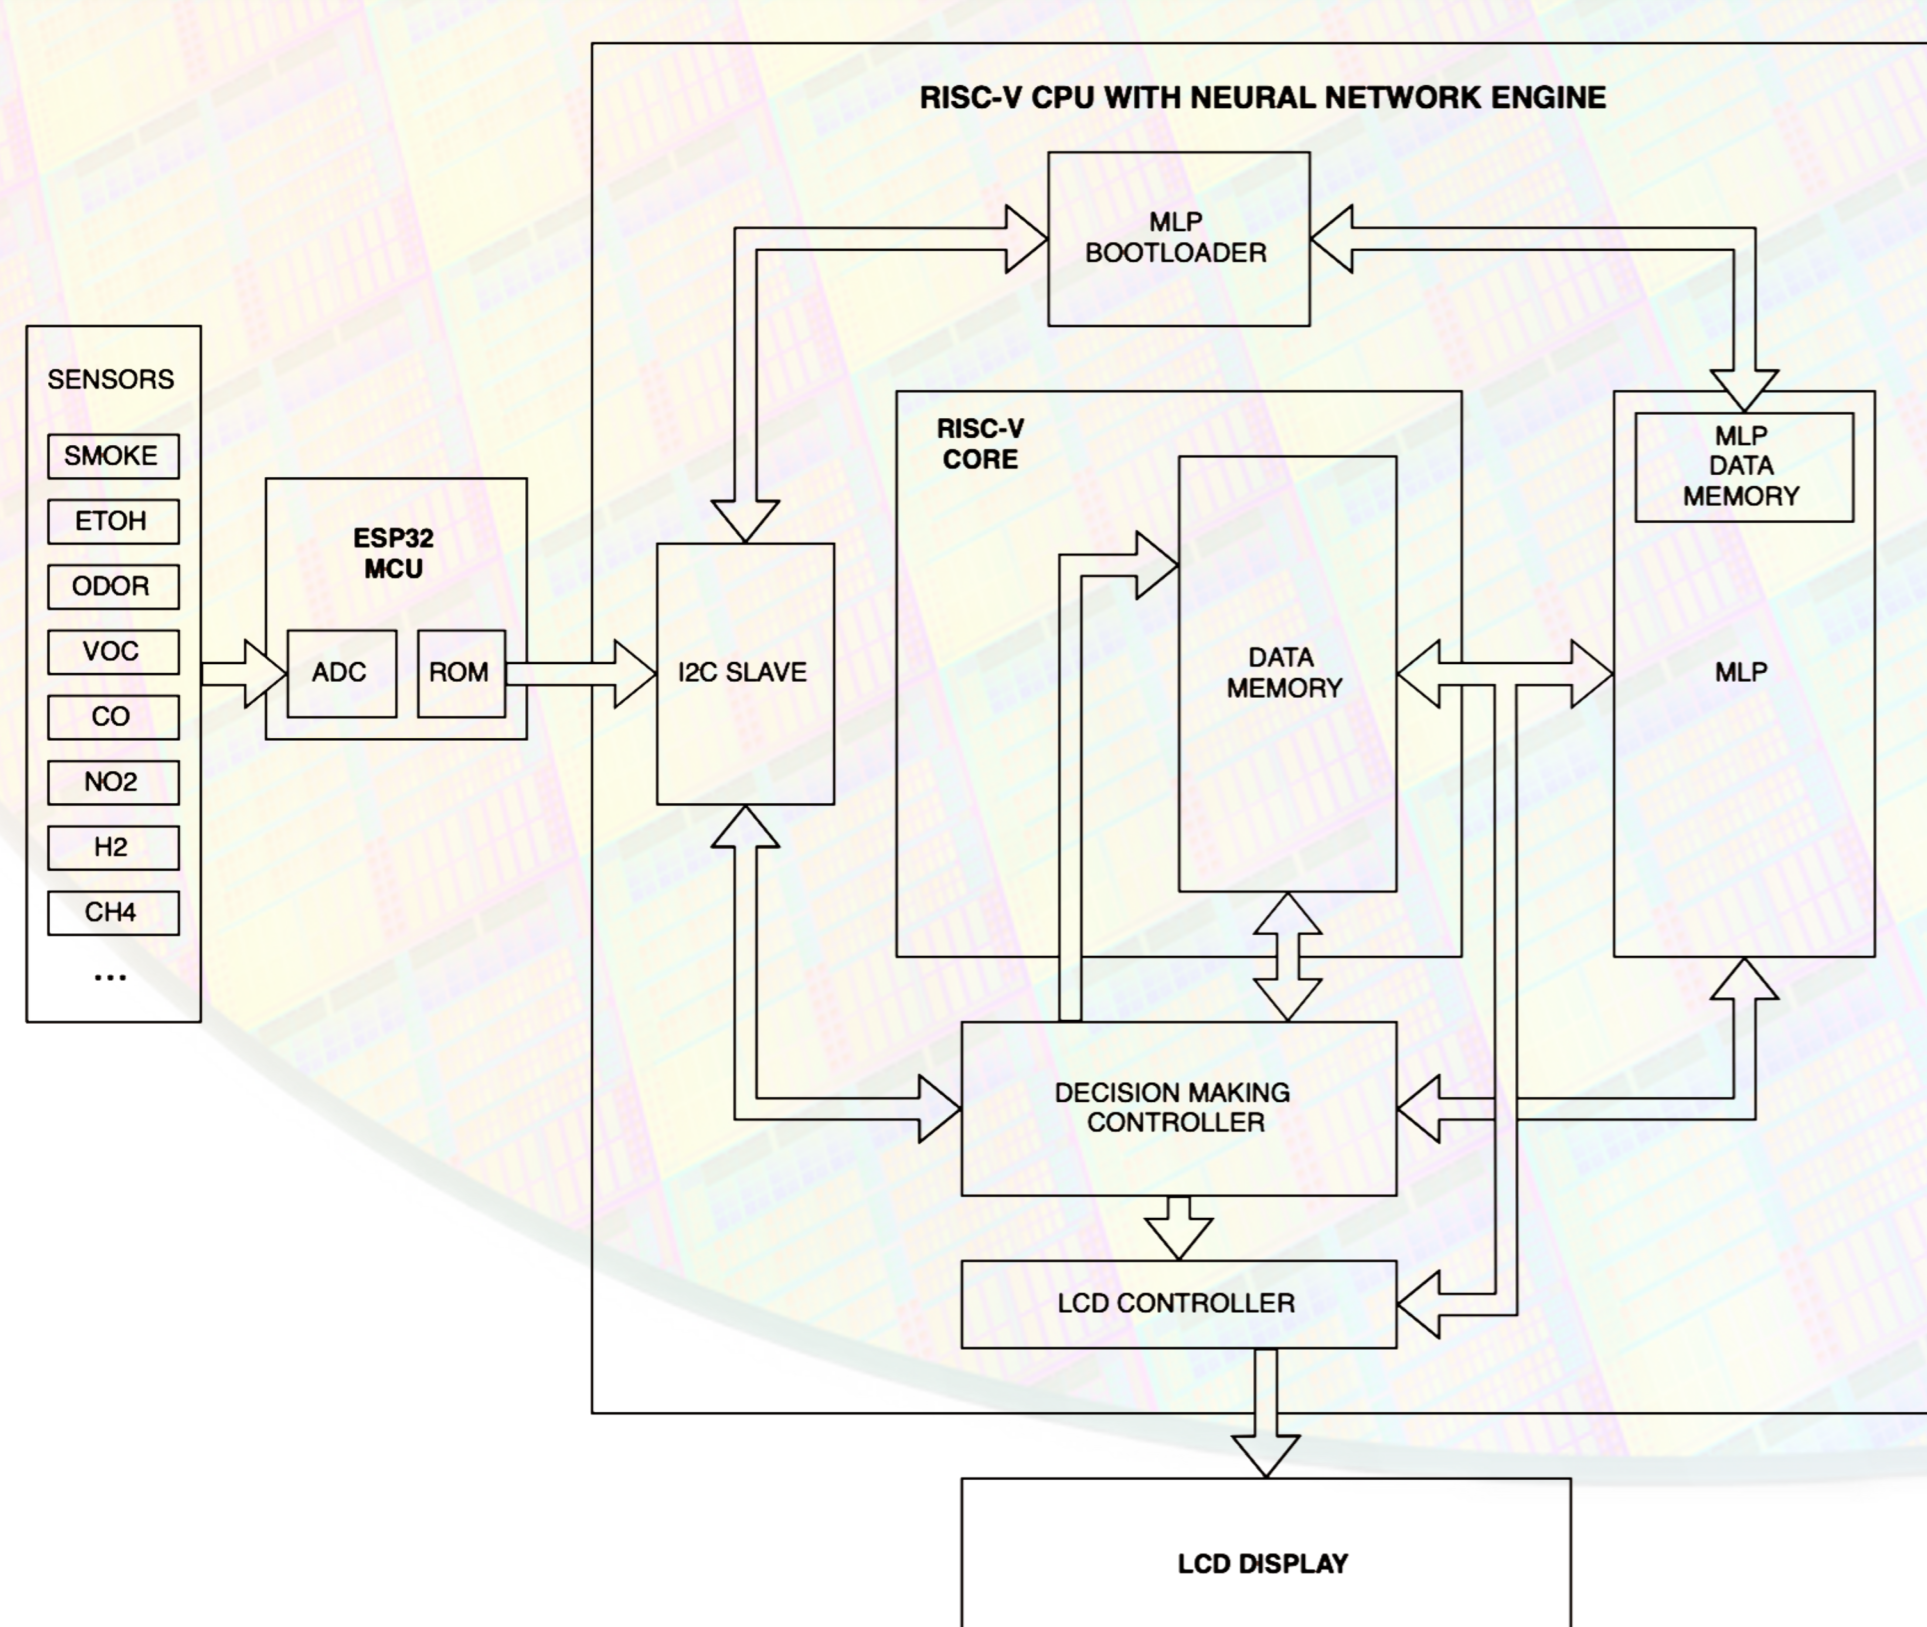 RISC-V CPU WITH NEURAL NETWORK ENGINE
MLP
BOOTLOADER
SENSORS
SMOKE
ETOH
ODOR
VOC
CO
NO2
H2
CH4
...
ESP32
MCU
ADC
ROM
I2C SLAVE
RISC-V
CORE
DATA
MEMORY
MLP
DATA
MEMORY
MLP
DECISION MAKING
CONTROLLER
LCD CONTROLLER
LCD DISPLAY